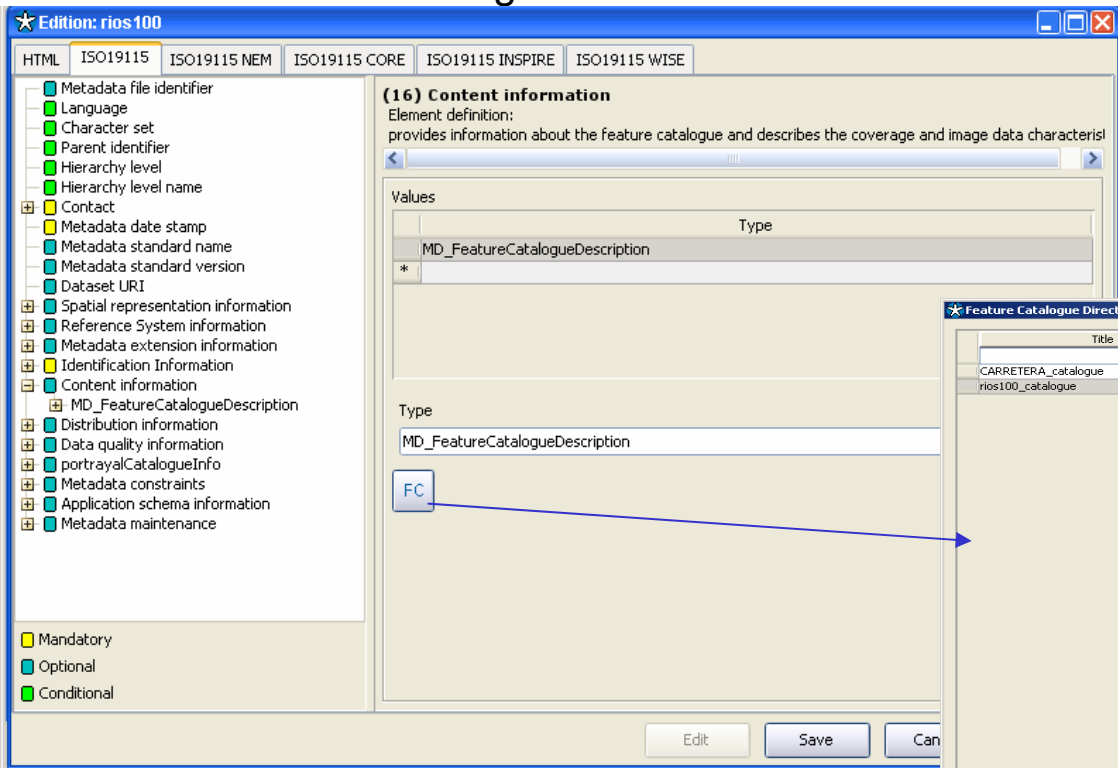 Edition: rios100
HTML ISO19115 ISO19115 NEM ISO19115 CORE ISO19115 INSPIRE ISO19115 WISE
Metadata file identifier
Language
Character set
Parent identifier
Hierarchy level
Hierarchy level name
Contact
Metadata date stamp
Metadata standard name
Metadata standard version
Dataset URI
Spatial representation information
Reference System information
Metadata extension information
Identification Information
Content information
MD_FeatureCatalogueDescription
Distribution information
Data quality information
portrayalCatalogueInfo
Metadata constraints
Application schema information
Metadata maintenance
Mandatory
Optional
Conditional
(16) Content information
Element definition:
provides information about the feature catalogue and describes the coverage and image data
Values
Type
MD_FeatureCatalogueDescription
*
Type
MD_FeatureCatalogueDescription
FC
Edit Save
Feature Catalogue
Title
CARRETERA_catalogue
rios100_catalogue